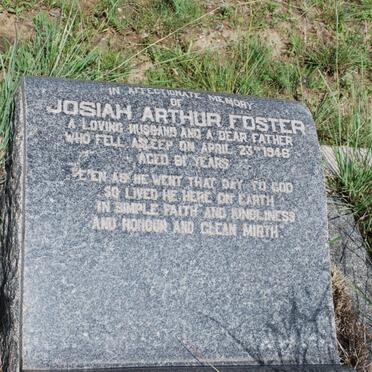 IN AFFECTIONATE MEMORY
OF
JOSIAH ARTHUR FOSTER
A LOVING HUSBAND AND A DEAR FATHER
WHO FELL ASLEEP ON APRIL 23RD 1946
AGED 81 YEARS
"E'EN AS HE WENT THAT DAY TO GOD
SO LIVED HE HERE ON EARTH
IN SIMPLE FAITH AND KINDLINESS
AND HONOUR AND CLEAN MIRTH